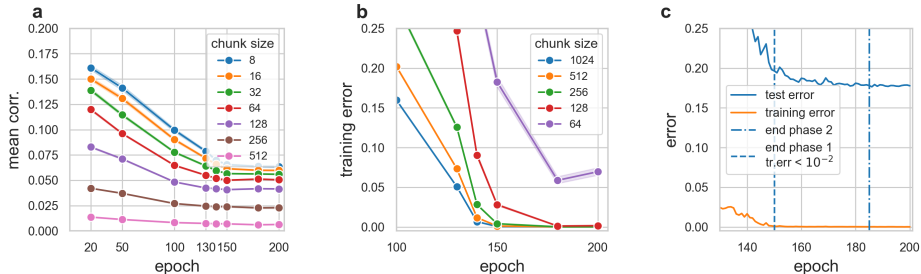 a
mean corr.
0.200
0.175
0.150
0.125
0.100
0.075
0.050
0.025
0.000
20
50
100
130
150
200
epoch
chunk size
8
16
32
64
128
256
512
b
training error
0.25
0.20
0.15
0.10
0.05
0.00
100
150
200
epoch
chunk size
1024
512
256
128
64
c
error
0.25
0.20
0.15
0.10
0.05
0.00
140
160
180
200
epoch
test error
training error
end phase 2
end phase 1
tr.err < 10⁻²